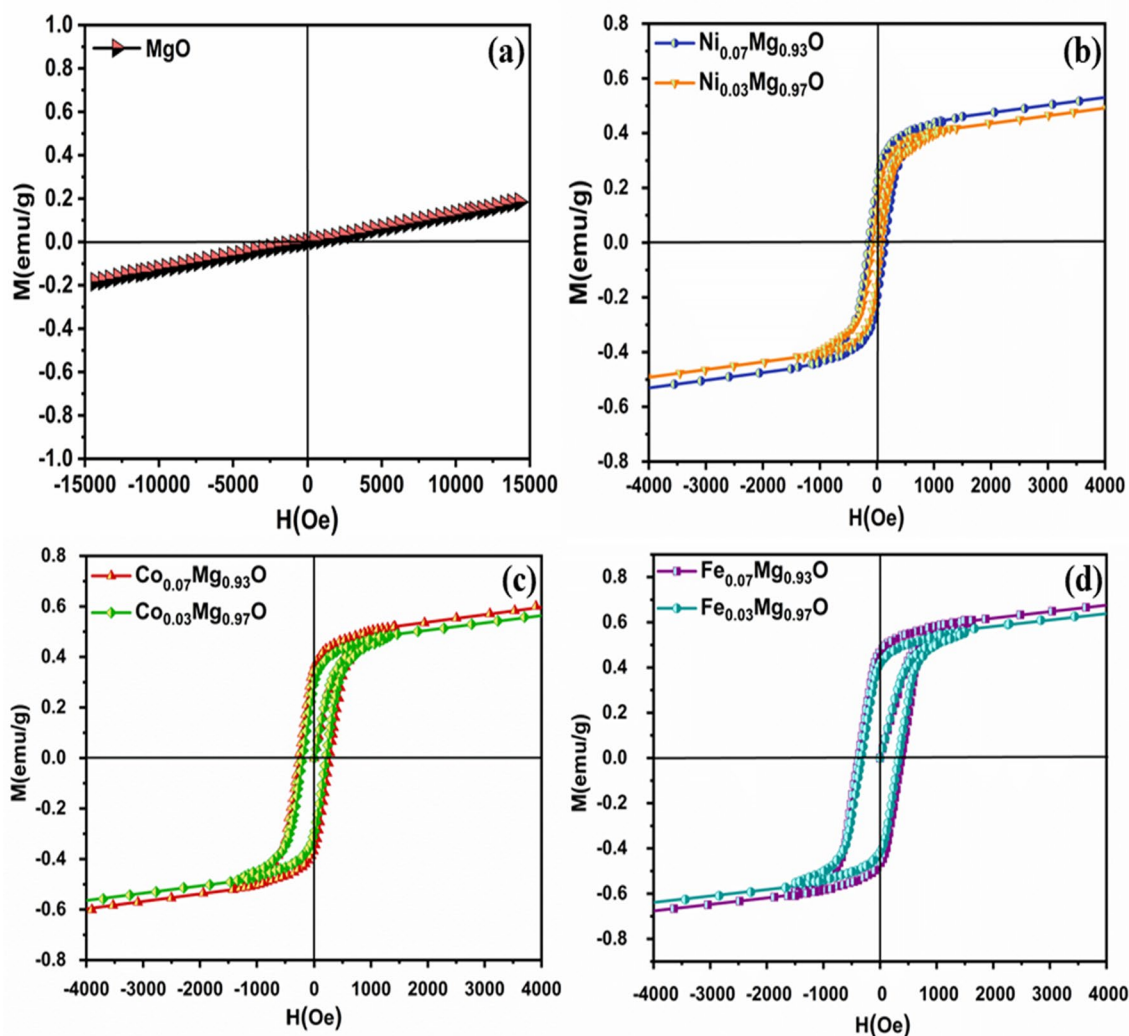 (a)
MgO
M(emu/g)
1.0
0.8
0.6
0.4
0.2
0.0
-0.2
-0.4
-0.6
-0.8
-1.0
-15000 -10000 -5000 0 5000 10000 15000
H(Oe)
(b)
Ni0.07Mg0.93O
Ni0.03Mg0.97O
M(emu/g)
0.8
0.6
0.4
0.2
0.0
-0.2
-0.4
-0.6
-0.8
-4000 -3000 -2000 -1000 0 1000 2000 3000 4000
H(Oe)
(c)
Co0.07Mg0.93O
Co0.03Mg0.97O
M(emu/g)
0.8
0.6
0.4
0.2
0.0
-0.2
-0.4
-0.6
-0.8
-4000 -3000 -2000 -1000 0 1000 2000 3000 4000
H(Oe)
(d)
Fe0.07Mg0.93O
Fe0.03Mg0.97O
M(emu/g)
0.8
0.6
0.4
0.2
0.0
-0.2
-0.4
-0.6
-0.8
-4000 -3000 -2000 -1000 0 1000 2000 3000 4000
H(Oe)